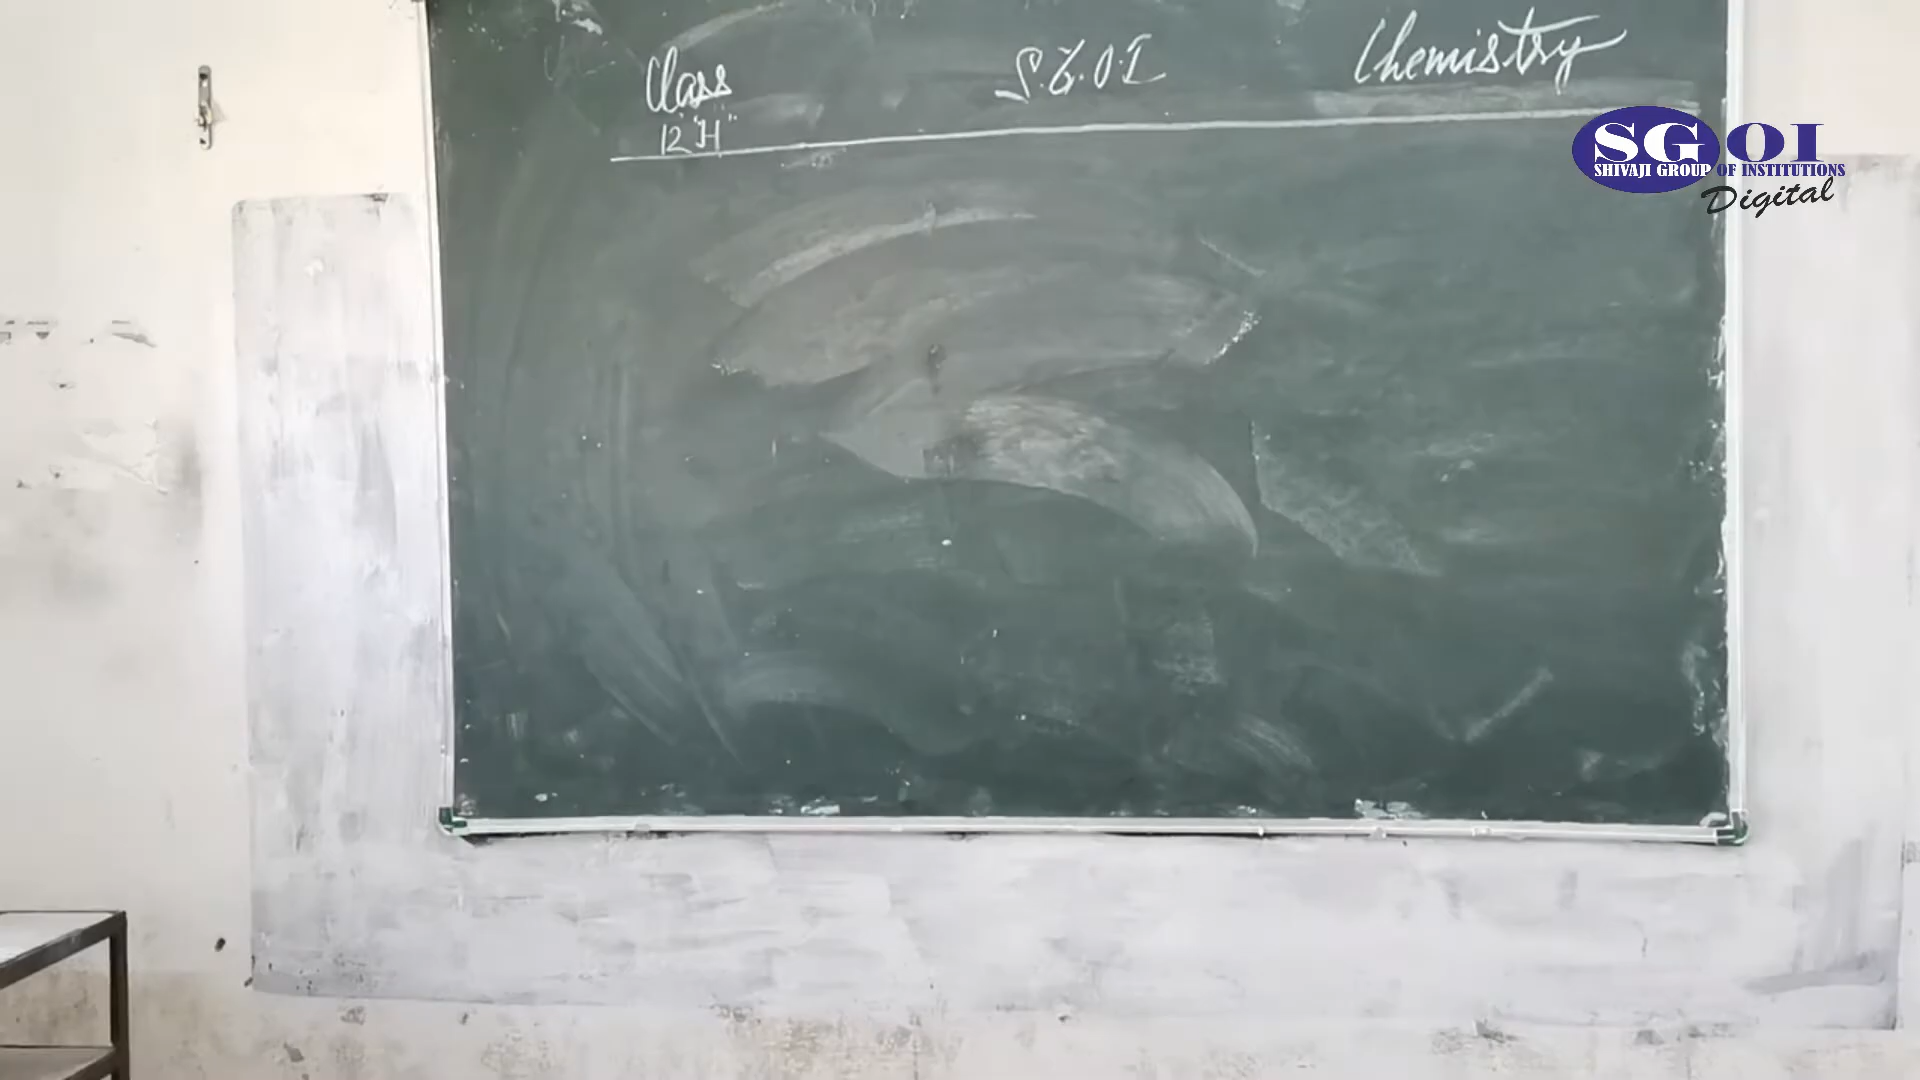 Class S.G.O.I Chemistry
12 "H"
SGOI
SHIVAJI GROUP OF INSTITUTIONS
Digital